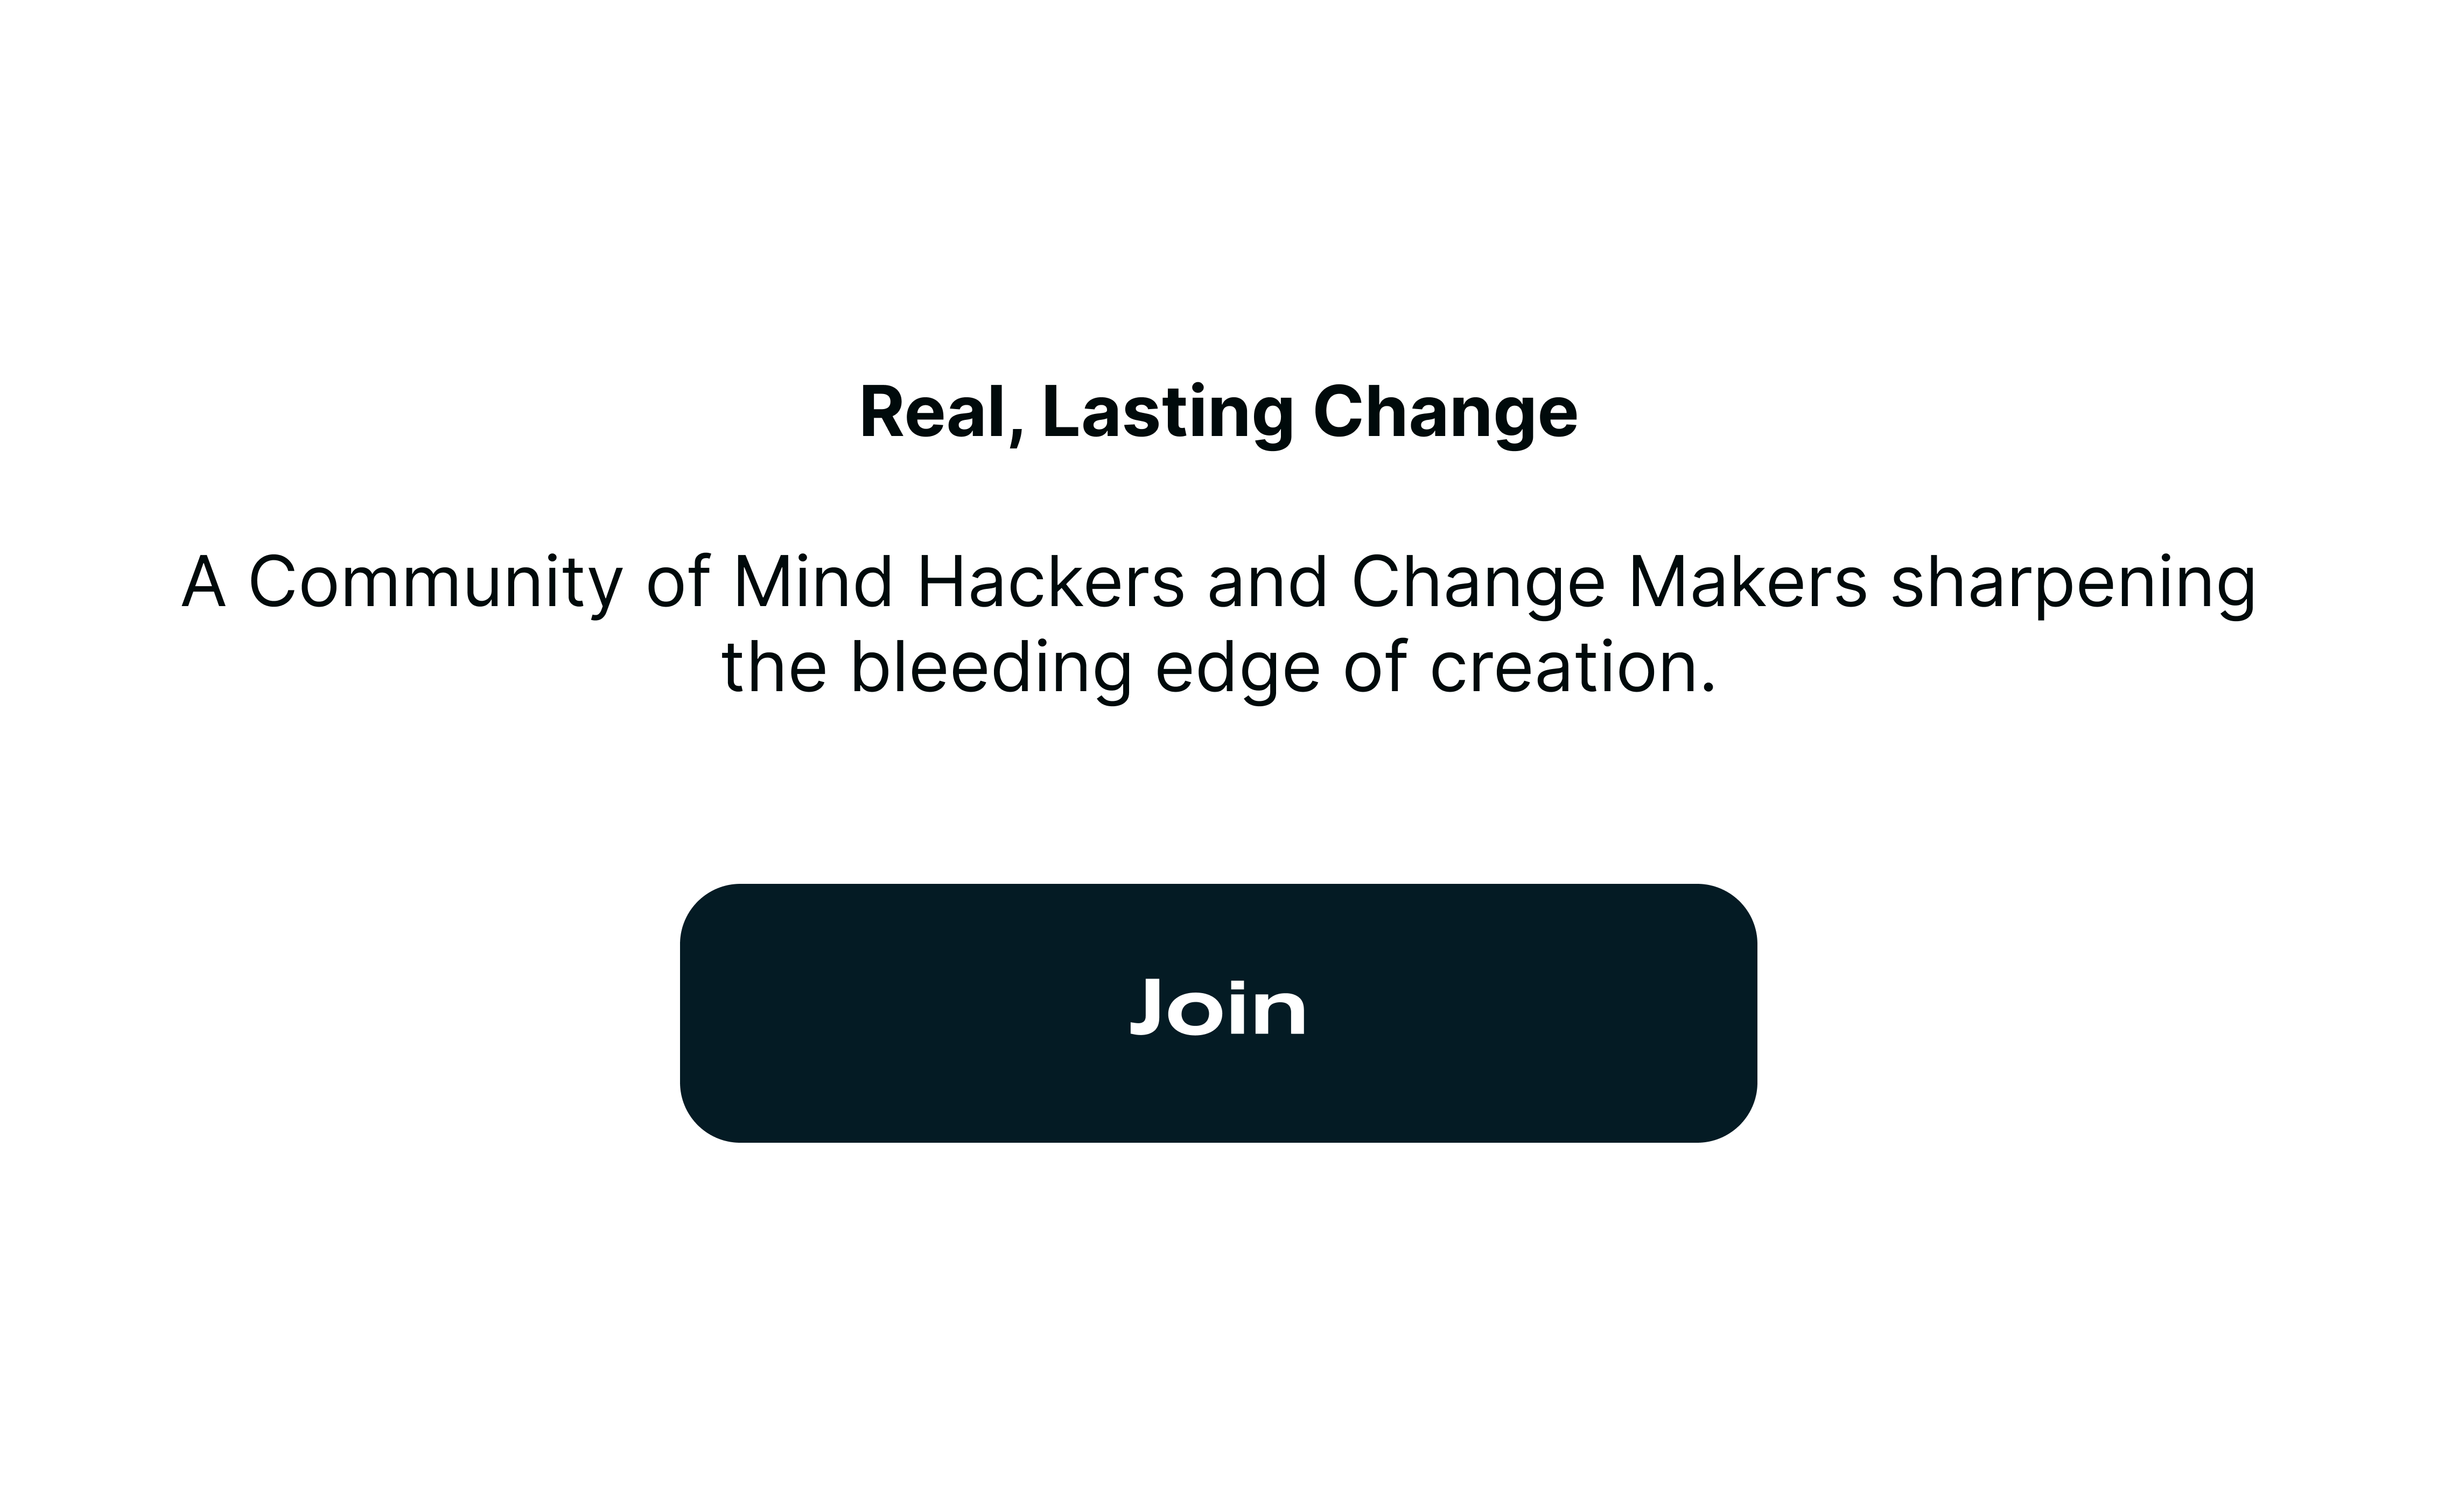 Real, Lasting Change
A Community of Mind Hackers and Change Makers sharpening
the bleeding edge of creation.
Join